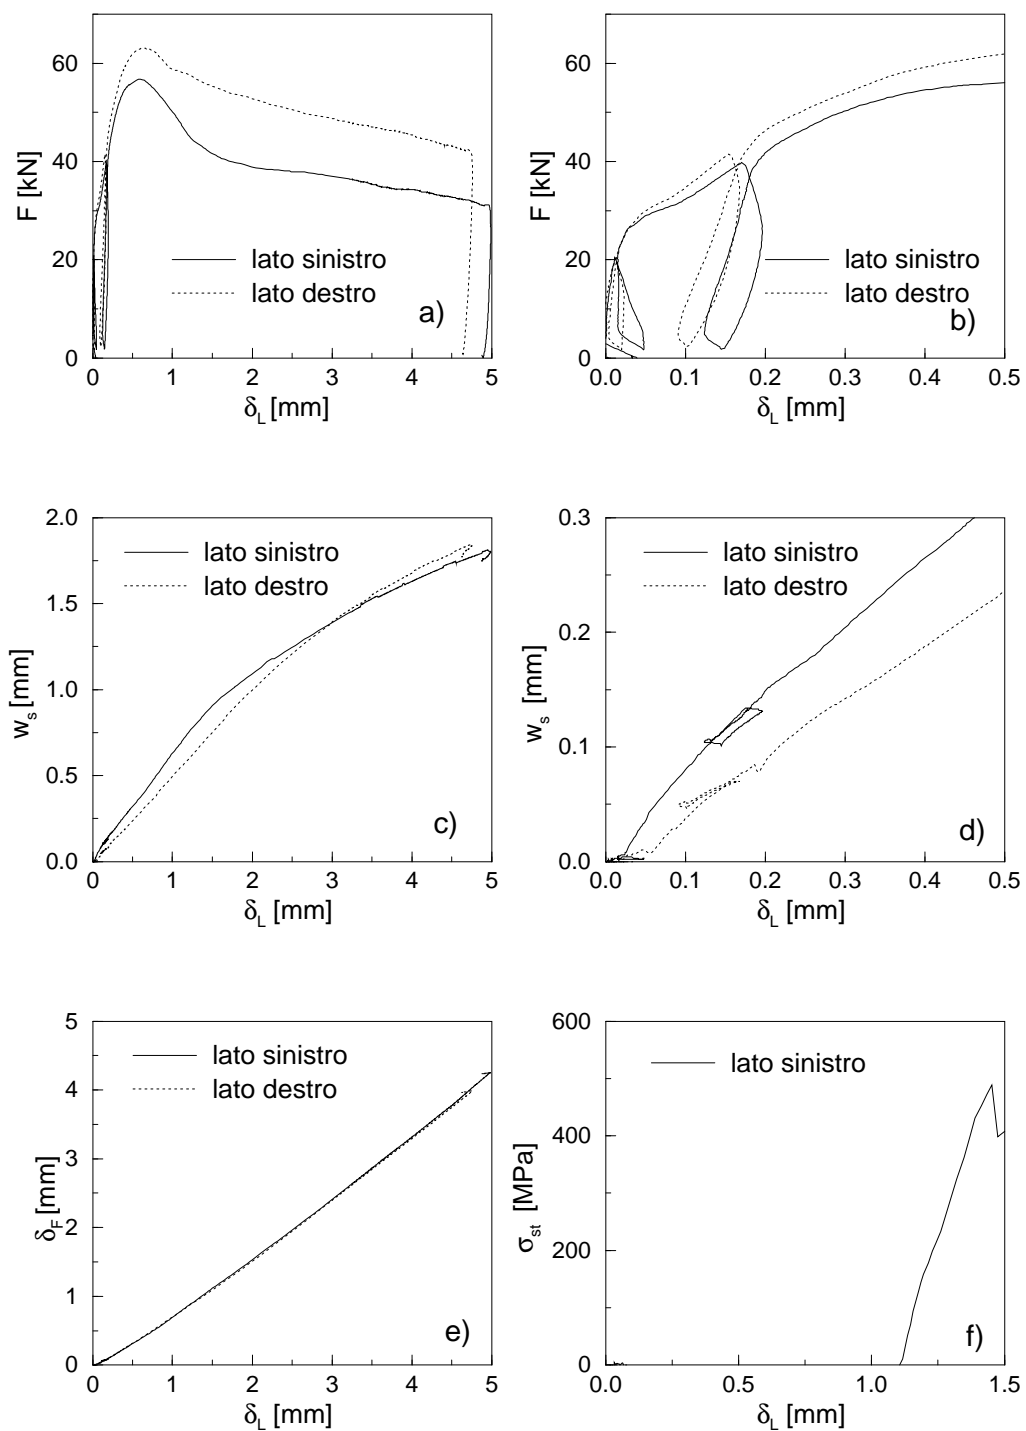 60
40
20
0
F [kN]
lato sinistro
lato destro
a)
0 1 2 3 4 5
δL [mm]
60
40
20
0
F [kN]
lato sinistro
lato destro
b)
0.0 0.1 0.2 0.3 0.4 0.5
δL [mm]
2.0
1.5
1.0
0.5
0.0
ws [mm]
lato sinistro
lato destro
c)
0 1 2 3 4 5
δL [mm]
0.3
0.2
0.1
0.0
ws [mm]
lato sinistro
lato destro
d)
0.0 0.1 0.2 0.3 0.4 0.5
δL [mm]
5
4
3
2
1
0
δF [mm]
lato sinistro
lato destro
e)
0 1 2 3 4 5
δL [mm]
600
400
200
0
σst [MPa]
lato sinistro
f)
0.0 0.5 1.0 1.5
δL [mm]